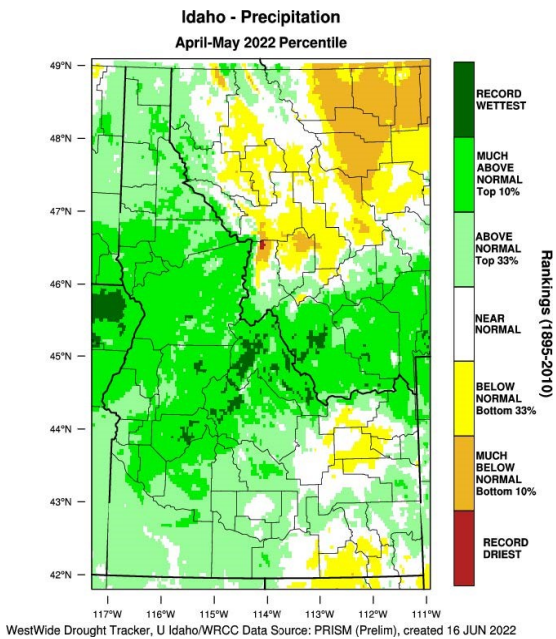 Idaho - Precipitation
April-May 2022 Percentile
49°N
48°N
47°N
46°N
45°N
44°N
43°N
42°N
117°W 116°W 115°W 114°W 113°W 112°W 111°W
RECORD
WETTEST
MUCH
ABOVE
NORMAL
Top 10%
ABOVE
NORMAL
Top 33%
NEAR
NORMAL
BELOW
NORMAL
Bottom 33%
MUCH
BELOW
NORMAL
Bottom 10%
RECORD
DRIEST
Rankings (1895-2010)
WestWide Drought Tracker, U Idaho/WRCC Data Source: PRISM (Prelim), created 16 JUN 2022